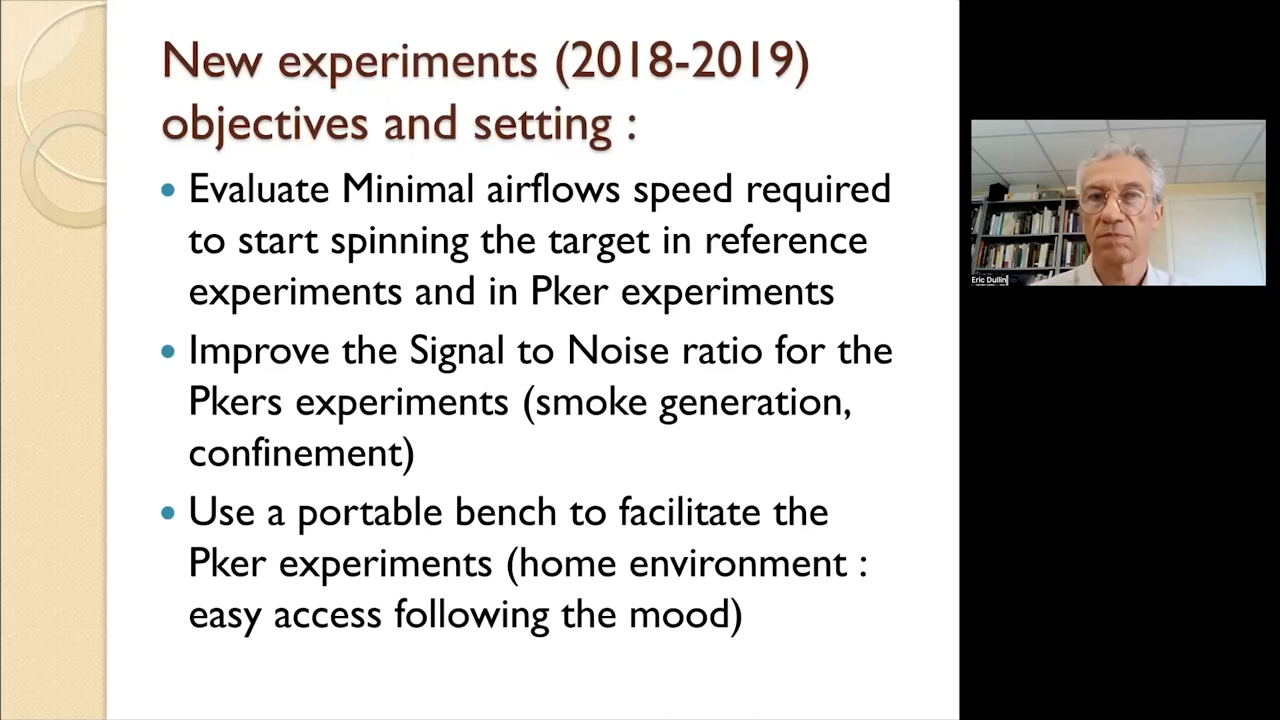 New experiments (2018-2019)
objectives and setting :
Evaluate Minimal airflows speed required
to start spinning the target in reference
experiments and in Pker experiments
Improve the Signal to Noise ratio for the
Pkers experiments (smoke generation,
confinement)
Use a portable bench to facilitate the
Pker experiments (home environment :
easy access following the mood)
Eric Dullin